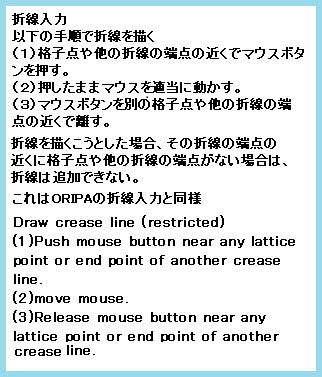 折線入力
以下の手順で折線を描く
(1)格子点や他の折線の端点の近くでマウスボタ
ンを押す。
(2)押したままマウスを適当に動かす。
(3)マウスボタンを別の格子点や他の折線の端
点の近くで離す。
折線を描くこうとした場合、その折線の端点の
近くに格子点や他の折線の端点がない場合は、
折線は追加できない。
これはORIPAの折線入力と同様
Draw crease line (restricted)
(1)Push mouse button near any lattice
point or end point of another crease
line.
(2)move mouse.
(3)Release mouse button near any
lattice point or end point of another
crease line.